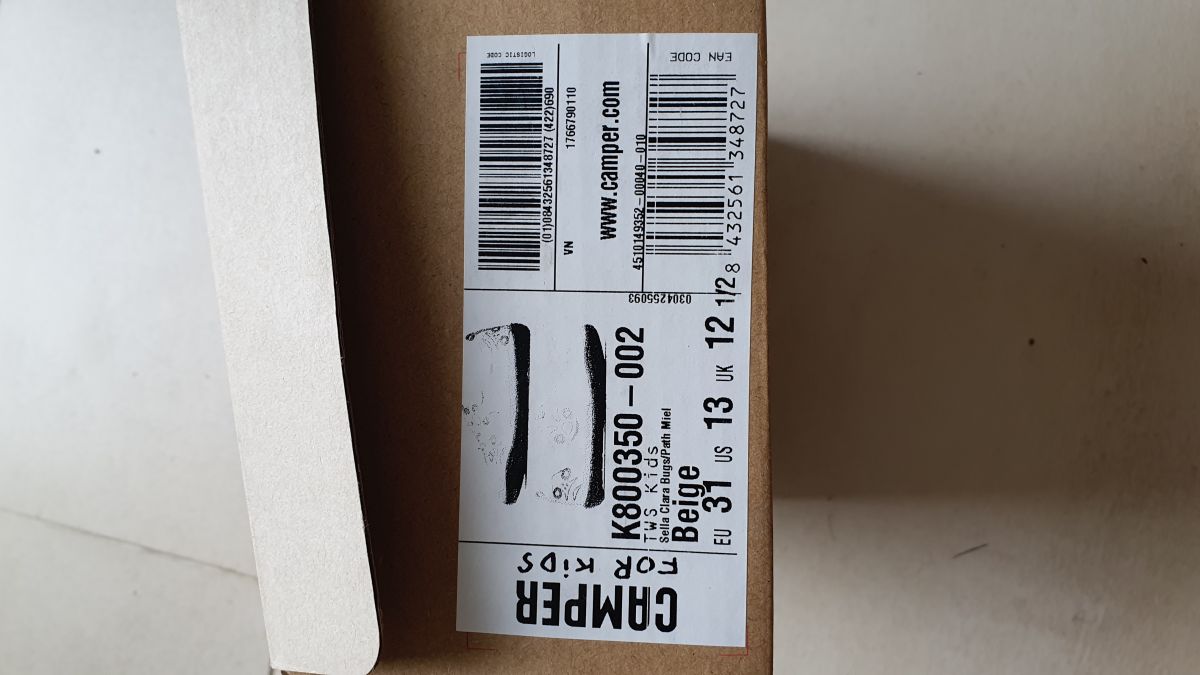 CAMPER
FOR KiDS
K800350-002
TWS Kids
Sella Clara Bugs/Path Miel
Beige
EU 31 US 13 UK 12 1/2
0304255093
LOGISTIC CODE
(01)08432561348727(422)690
VN 1766790110
www.camper.com
4510149352-00040-010
EAN CODE
8 432561 348727